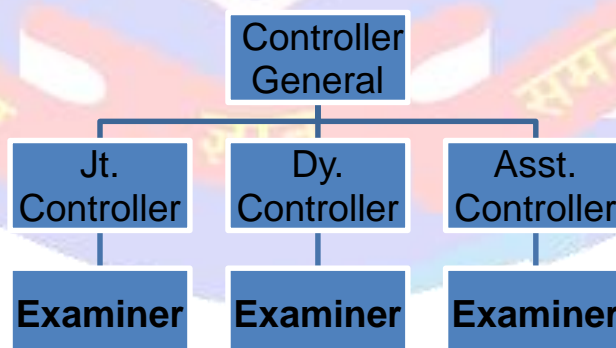 Controller
General
Jt.
Controller
Dy.
Controller
Asst.
Controller
Examiner
Examiner
Examiner